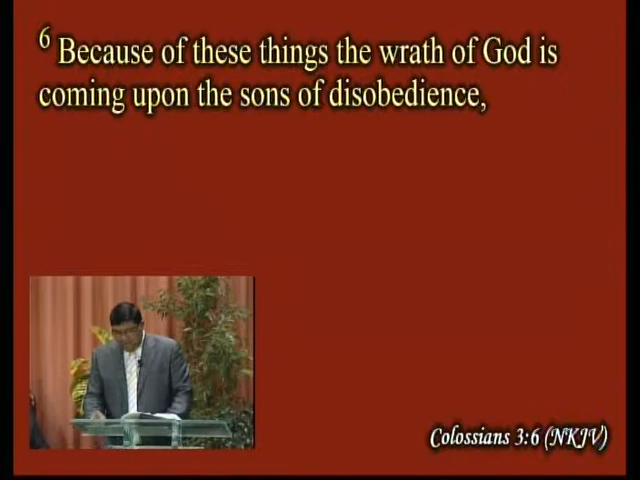 6 Because of these things the wrath of God is
coming upon the sons of disobedience,
Colossians 3:6 (NKJV)